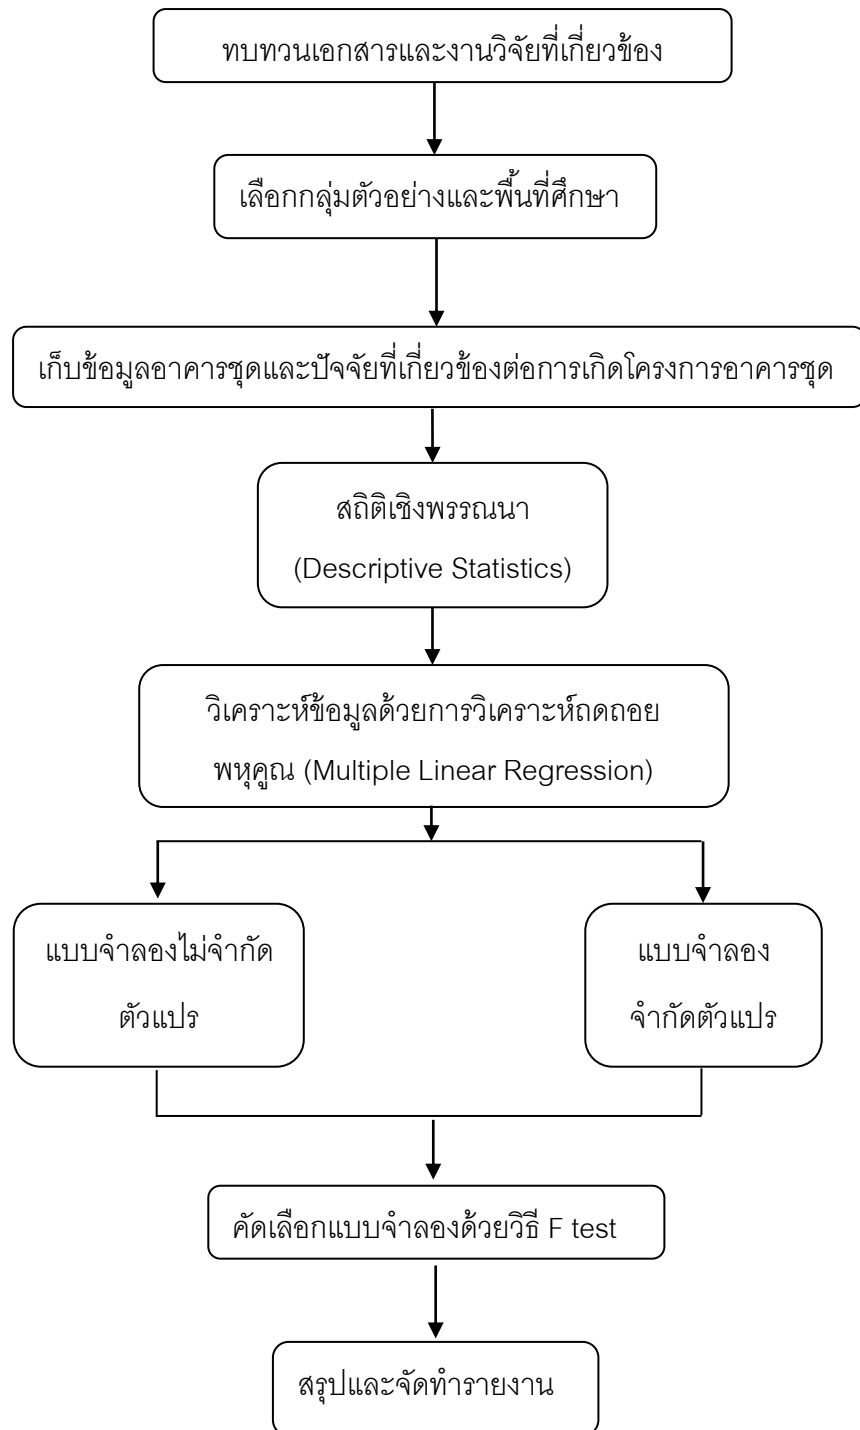 ทบทวนเอกสารและงานวิจัยที่เกี่ยวข้อง
เลือกกลุ่มตัวอย่างและพื้นที่ศึกษา
เก็บข้อมูลอาคารชุดและปัจจัยที่เกี่ยวข้องต่อการเกิดโครงการอาคารชุด
สถิติเชิงพรรณนา
(Descriptive Statistics)
วิเคราะห์ข้อมูลด้วยการวิเคราะห์ถดถอย
พหุคูณ (Multiple Linear Regression)
แบบจำลองไม่จำกัด
ตัวแปร
แบบจำลอง
จำกัดตัวแปร
คัดเลือกแบบจำลองด้วยวิธี F test
สรุปและจัดทำรายงาน